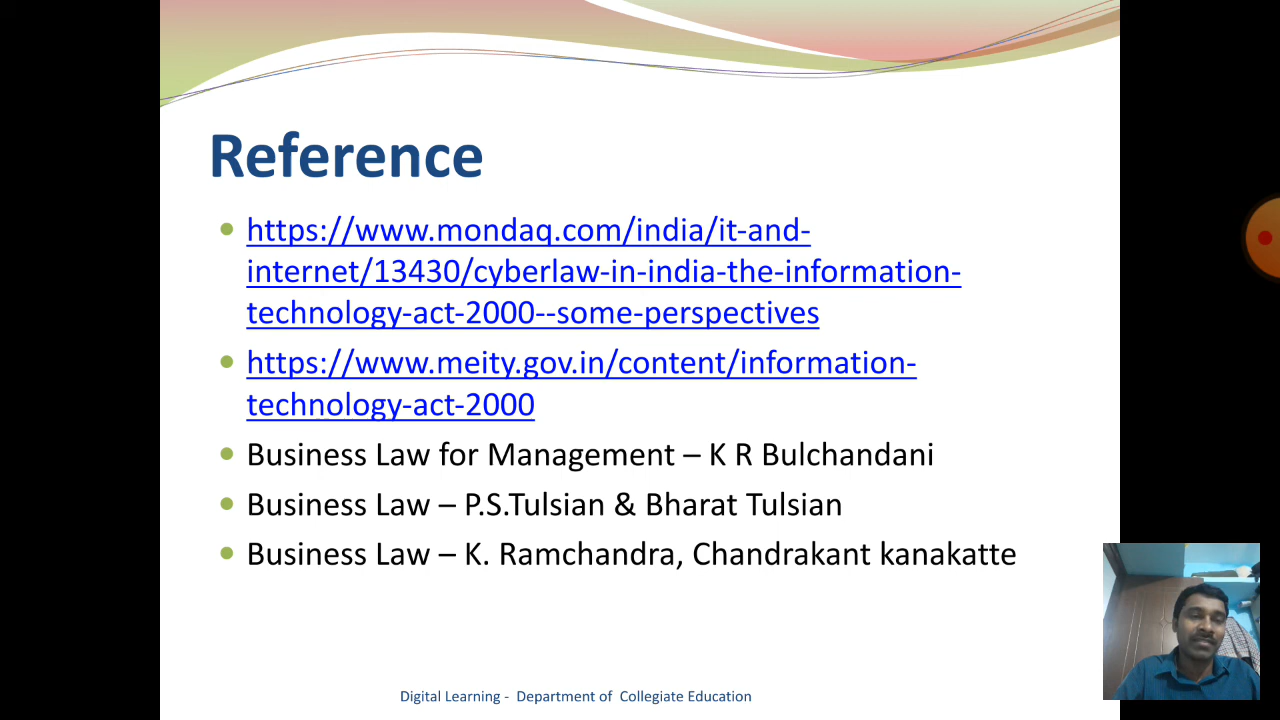 Reference
https://www.mondaq.com/india/it-and-
internet/13430/cyberlaw-in-india-the-information-
technology-act-2000--some-perspectives
https://www.meity.gov.in/content/information-
technology-act-2000
Business Law for Management – K R Bulchandani
Business Law – P.S.Tulsian & Bharat Tulsian
Business Law – K. Ramchandra, Chandrakant kanakatte
Digital Learning - Department of Collegiate Education